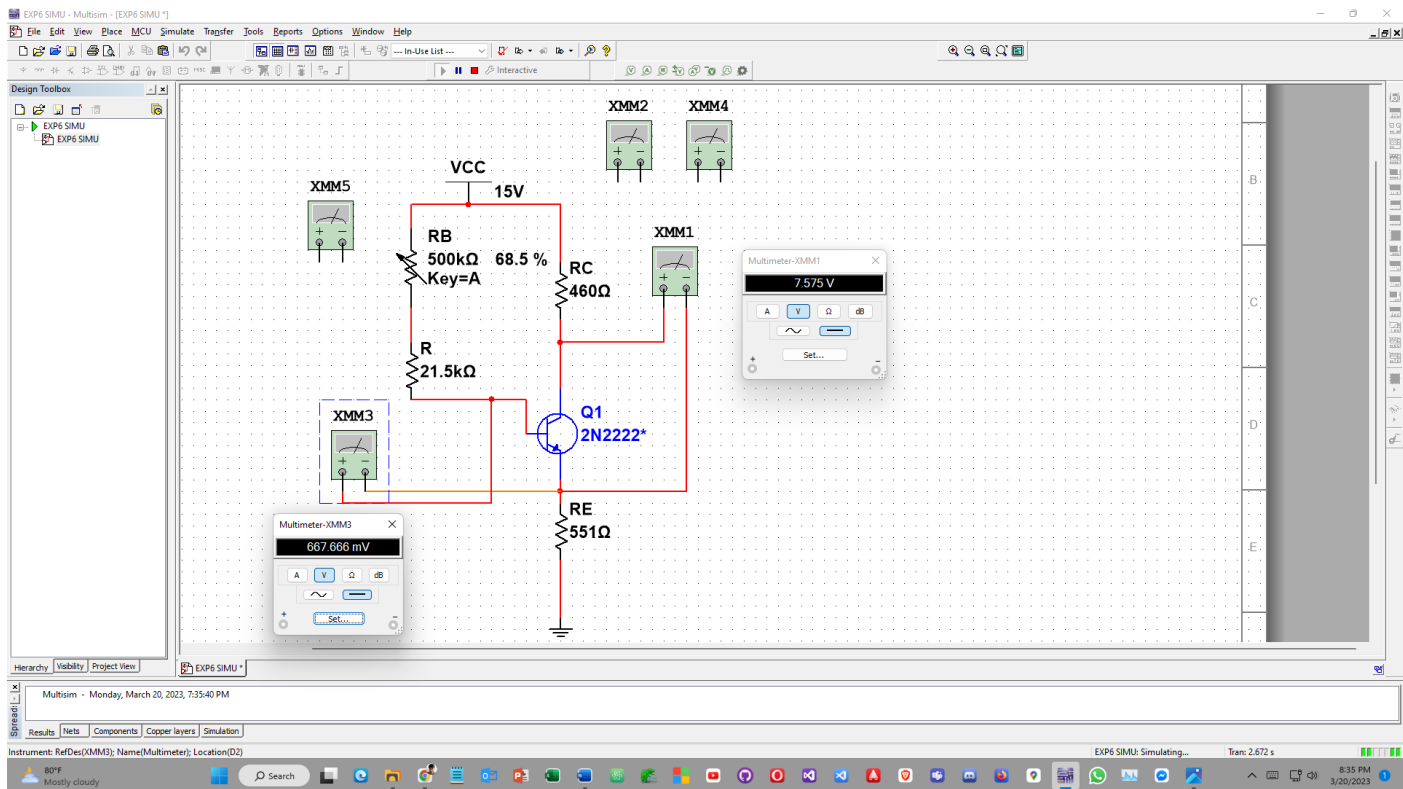 EXP6 SIMU - Multisim - [EXP6 SIMU *]
File Edit View Place MCU Simulate Transfer Tools Reports Options Window Help
--- In-Use List ---
Interactive
Design Toolbox
EXP6 SIMU
EXP6 SIMU
XMM2 XMM4
VCC
15V
XMM5
RB
500kΩ 68.5 %
Key=A
RC
460Ω
XMM1
Multimeter-XMM1
7.575 V
A V Ω dB
Set...
R
21.5kΩ
XMM3
Q1
2N2222*
RE
551Ω
Multimeter-XMM3
667.666 mV
A V Ω dB
Set...
B
C
D
E
Hierarchy Visibility Project View
EXP6 SIMU *
Multisim - Monday, March 20, 2023, 7:35:40 PM
Results Nets Components Copper layers Simulation
Instrument: RefDes(XMM3); Name(Multimeter); Location(D2)
EXP6 SIMU: Simulating... Tran: 2.672 s
80°F
Mostly cloudy
Search
8:35 PM
3/20/2023
1